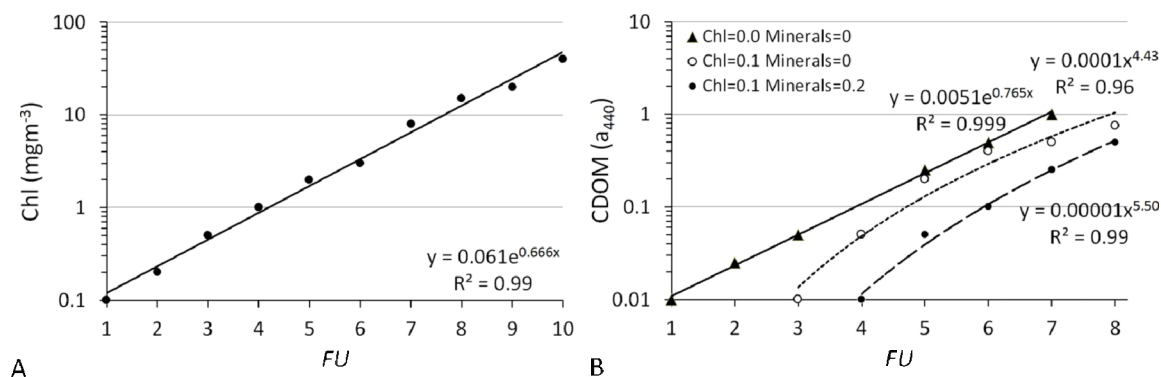 100
10
1
0.1
Chl (mgm⁻³)
y = 0.061e^0.666x
R² = 0.99
1 2 3 4 5 6 7 8 9 10
FU
A
10
1
0.1
0.01
CDOM (a₄₄₀)
Chl=0.0 Minerals=0
Chl=0.1 Minerals=0
Chl=0.1 Minerals=0.2
y = 0.0051e^0.765x
R² = 0.999
y = 0.0001x^4.43
R² = 0.96
y = 0.00001x^5.50
R² = 0.99
1 2 3 4 5 6 7 8
FU
B